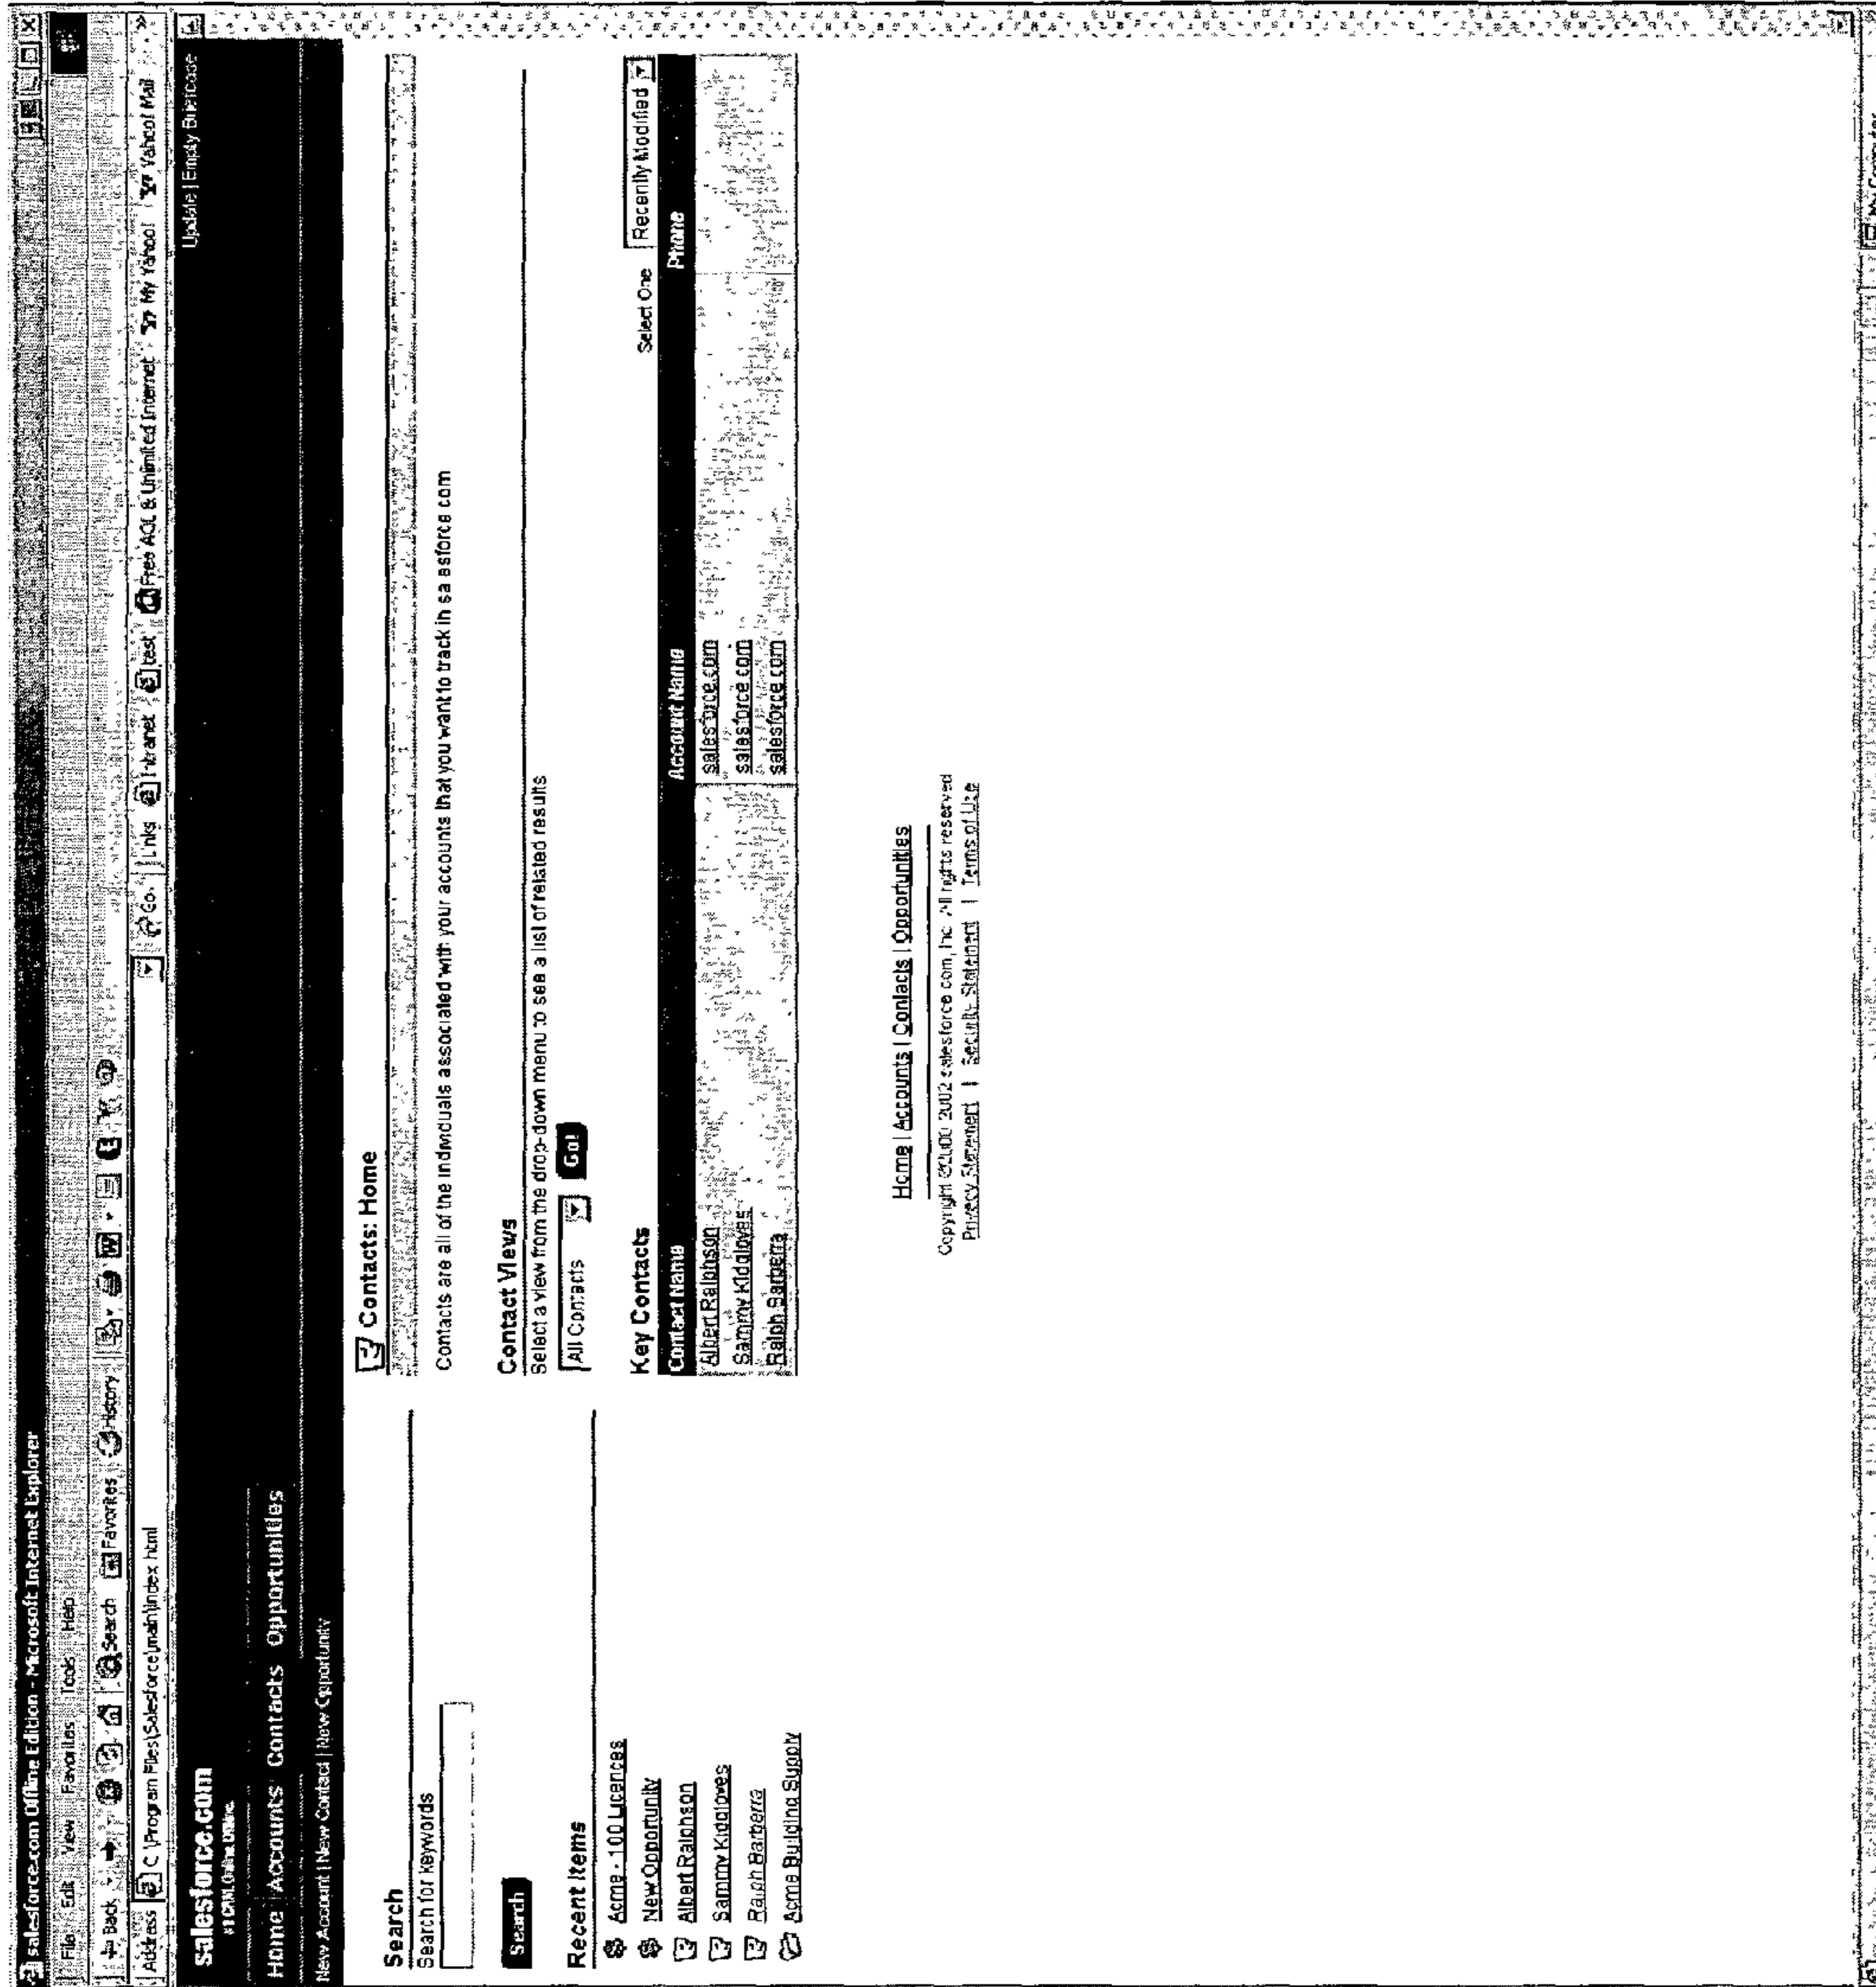 salesforce.com Offline Edition - Microsoft Internet Explorer
File Edit View Favorites Tools Help
Back Search Favorites History
Address C:\Program Files\Salesforce\main\index.html Go Links Intranet test Free AOL & Unlimited Internet My Yahoo! Yahoo! Mail »
salesforce.com
Update | Empty Briefcase
Home Accounts Contacts Opportunities
New Account | New Contact | New Opportunity
Search
Search for keywords
Search
Recent Items
Acme - 100 Licences
New Opportunity
Albert Ralphson
Sammy Kidgloves
Ralph Barberra
Acme Building Supply
Contacts: Home
Contacts are all of the individuals associated with your accounts that you want to track in sa esforce com
Contact Views
Select a view from the drop-down menu to see a list of related results
All Contacts Go!
Key Contacts
Select One Recently Modified
Contact Name Account Name Phone
Albert Ralphson salesforce.com
Sammy Kidgloves salesforce.com
Ralph Barberra salesforce.com
Home | Accounts | Contacts | Opportunities
Copyright ©2000 2002 salesforce com, Inc. All rights reserved
Privacy Statement | Security Statement | Terms of Use
My Computer